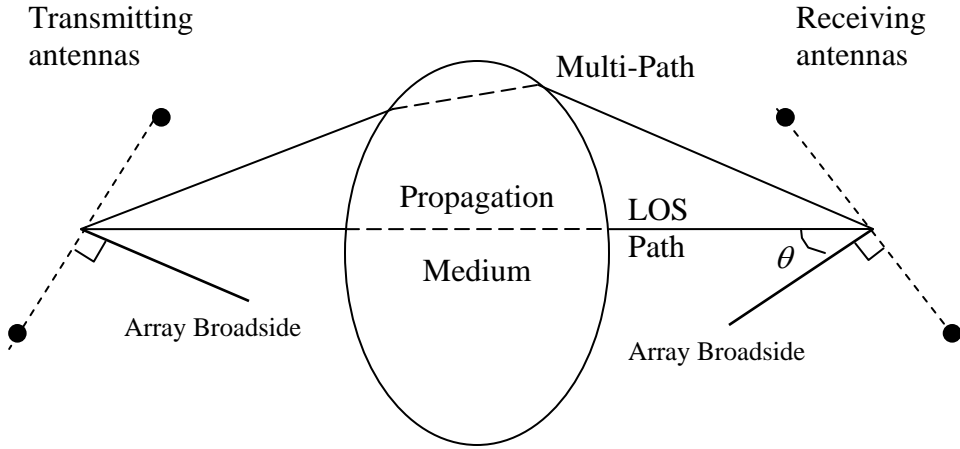 Transmitting
antennas
Receiving
antennas
Multi-Path
Propagation
Medium
LOS
Path
θ
Array Broadside
Array Broadside